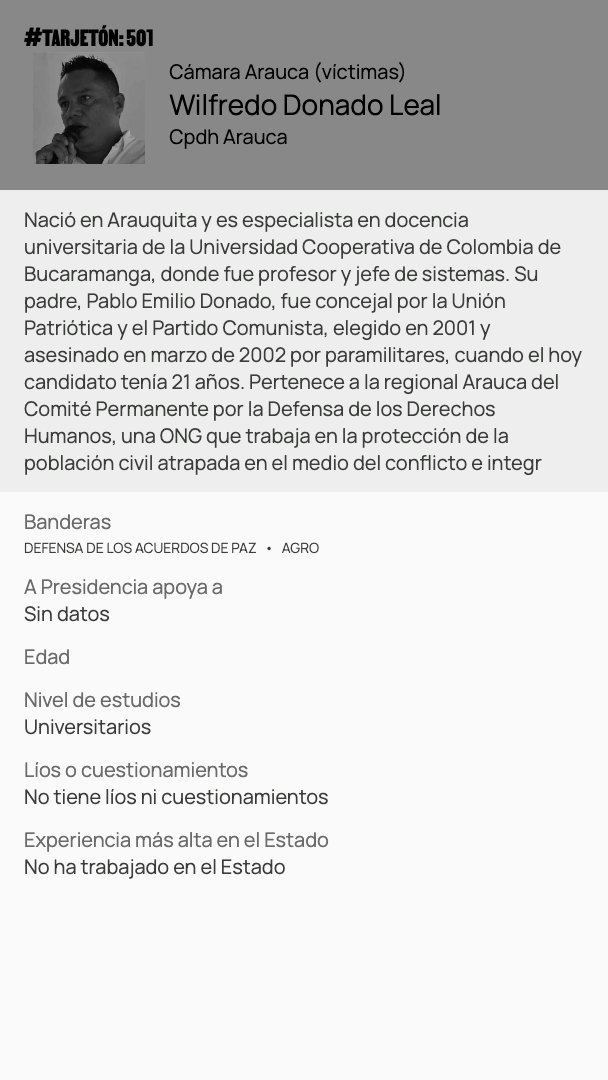 #TARJETÓN: 501
Cámara Arauca (víctimas)
Wilfredo Donado Leal
Cpdh Arauca
Nació en Arauquita y es especialista en docencia
universitaria de la Universidad Cooperativa de Colombia de
Bucaramanga, donde fue profesor y jefe de sistemas. Su
padre, Pablo Emilio Donado, fue concejal por la Unión
Patriótica y el Partido Comunista, elegido en 2001 y
asesinado en marzo de 2002 por paramilitares, cuando el hoy
candidato tenía 21 años. Pertenece a la regional Arauca del
Comité Permanente por la Defensa de los Derechos
Humanos, una ONG que trabaja en la protección de la
población civil atrapada en el medio del conflicto e integr
Banderas
DEFENSA DE LOS ACUERDOS DE PAZ • AGRO
A Presidencia apoya a
Sin datos
Edad
Nivel de estudios
Universitarios
Líos o cuestionamientos
No tiene líos ni cuestionamientos
Experiencia más alta en el Estado
No ha trabajado en el Estado